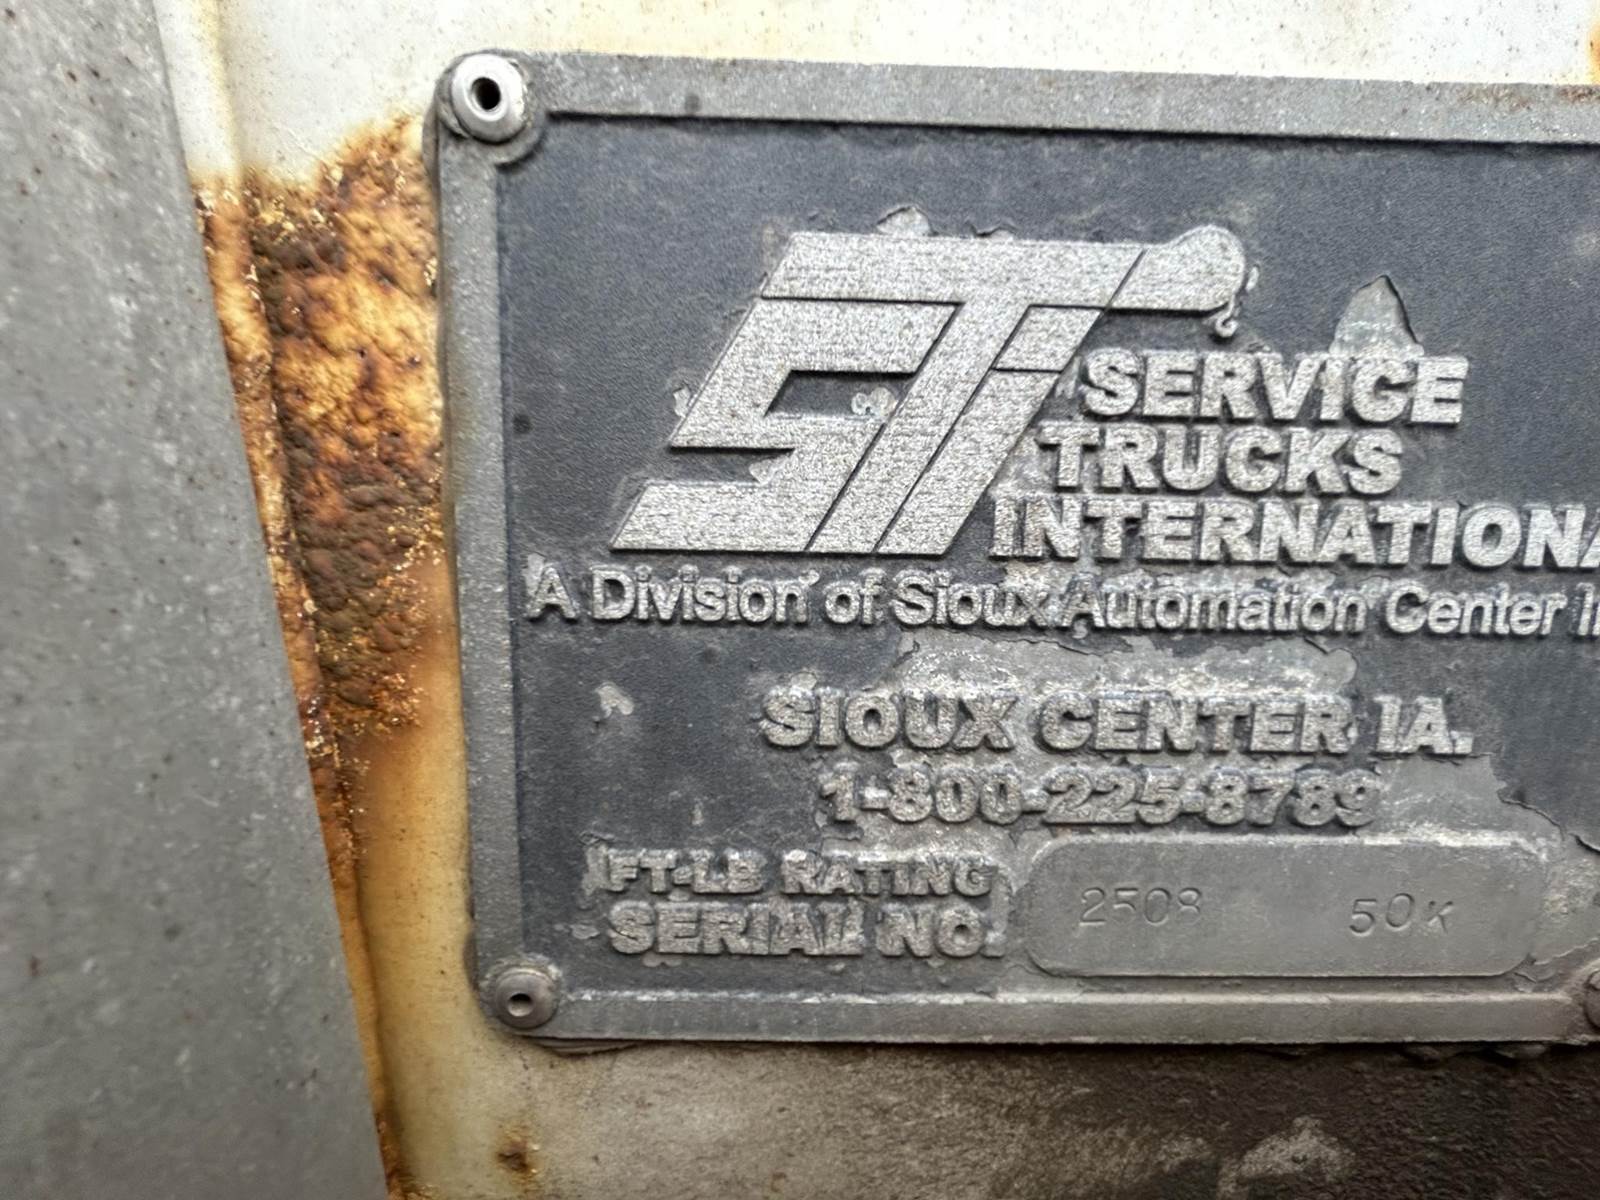 STI
SERVICE
TRUCKS
INTERNATIONA
A Division of Sioux Automation Center I
SIOUX CENTER IA.
1-800-225-8789
FT-LB RATING
SERIAL NO.
2508 50K